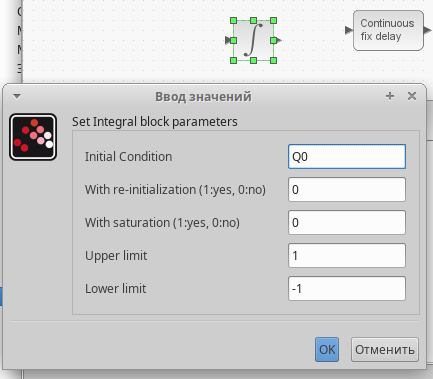 Continuous
fix delay
Ввод значений
Set Integral block parameters
Initial Condition Q0
With re-initialization (1:yes, 0:no) 0
With saturation (1:yes, 0:no) 0
Upper limit 1
Lower limit -1
OK Отменить